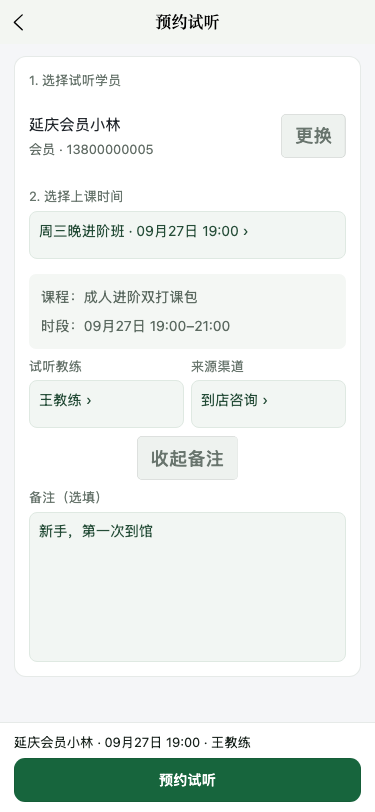 预约试听
1. 选择试听学员
延庆会员小林
会员 · 13800000005
更换
2. 选择上课时间
周三晚进阶班 · 09月27日 19:00 ›
课程：成人进阶双打课包
时段：09月27日 19:00–21:00
试听教练
来源渠道
王教练 ›
到店咨询 ›
收起备注
备注（选填）
新手，第一次到馆
延庆会员小林 · 09月27日 19:00 · 王教练
预约试听